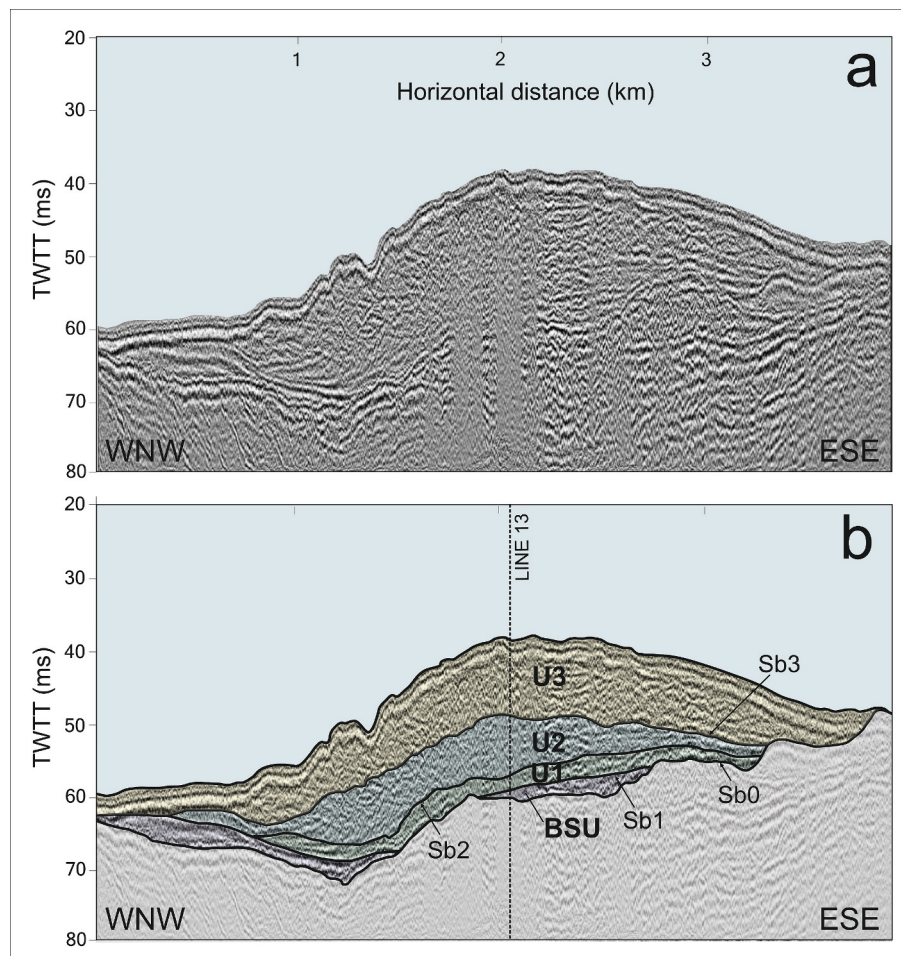 20
30
40
50
60
70
80
TWTT (ms)
1 2 3
Horizontal distance (km)
a
WNW ESE
20
30
40
50
60
70
80
TWTT (ms)
b
LINE 13
U3
Sb3
U2
U1
Sb0
Sb1
BSU
Sb2
WNW ESE